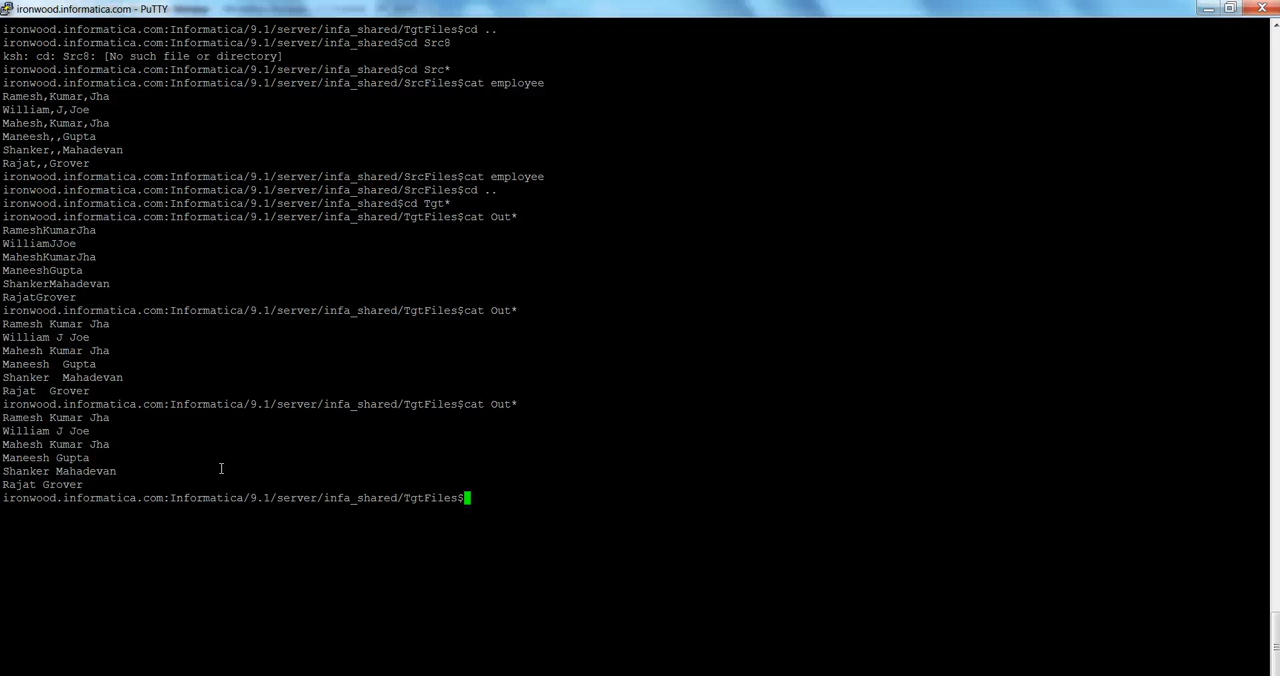 ironwood.informatica.com - PuTTY
ironwood.informatica.com:Informatica/9.1/server/infa_shared/TgtFiles$cd ..
ironwood.informatica.com:Informatica/9.1/server/infa_shared$cd Src8
ksh: cd: Src8: [No such file or directory]
ironwood.informatica.com:Informatica/9.1/server/infa_shared$cd Src*
ironwood.informatica.com:Informatica/9.1/server/infa_shared/SrcFiles$cat employee
Ramesh,Kumar,Jha
William,J,Joe
Mahesh,Kumar,Jha
Maneesh,,Gupta
Shanker,,Mahadevan
Rajat,,Grover
ironwood.informatica.com:Informatica/9.1/server/infa_shared/SrcFiles$cat employee
ironwood.informatica.com:Informatica/9.1/server/infa_shared/SrcFiles$cd ..
ironwood.informatica.com:Informatica/9.1/server/infa_shared$cd Tgt*
ironwood.informatica.com:Informatica/9.1/server/infa_shared/TgtFiles$cat Out*
RameshKumarJha
WilliamJJoe
MaheshKumarJha
ManeeshGupta
ShankerMahadevan
RajatGrover
ironwood.informatica.com:Informatica/9.1/server/infa_shared/TgtFiles$cat Out*
Ramesh Kumar Jha
William J Joe
Mahesh Kumar Jha
Maneesh  Gupta
Shanker  Mahadevan
Rajat  Grover
ironwood.informatica.com:Informatica/9.1/server/infa_shared/TgtFiles$cat Out*
Ramesh Kumar Jha
William J Joe
Mahesh Kumar Jha
Maneesh Gupta
Shanker Mahadevan
Rajat Grover
ironwood.informatica.com:Informatica/9.1/server/infa_shared/TgtFiles$